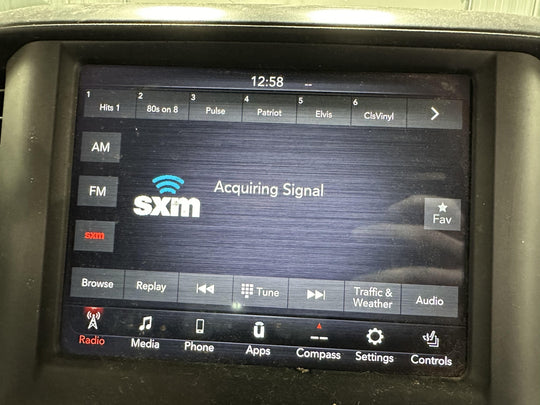 12:58 --
1 Hits 1
2 80s on 8
3 Pulse
4 Patriot
5 Elvis
6 ClsVinyl
AM
FM
sxm
sxm
Acquiring Signal
Fav
Browse
Replay
Tune
Traffic &
Weather
Audio
Radio
Media
Phone
Apps
Compass
Settings
Controls